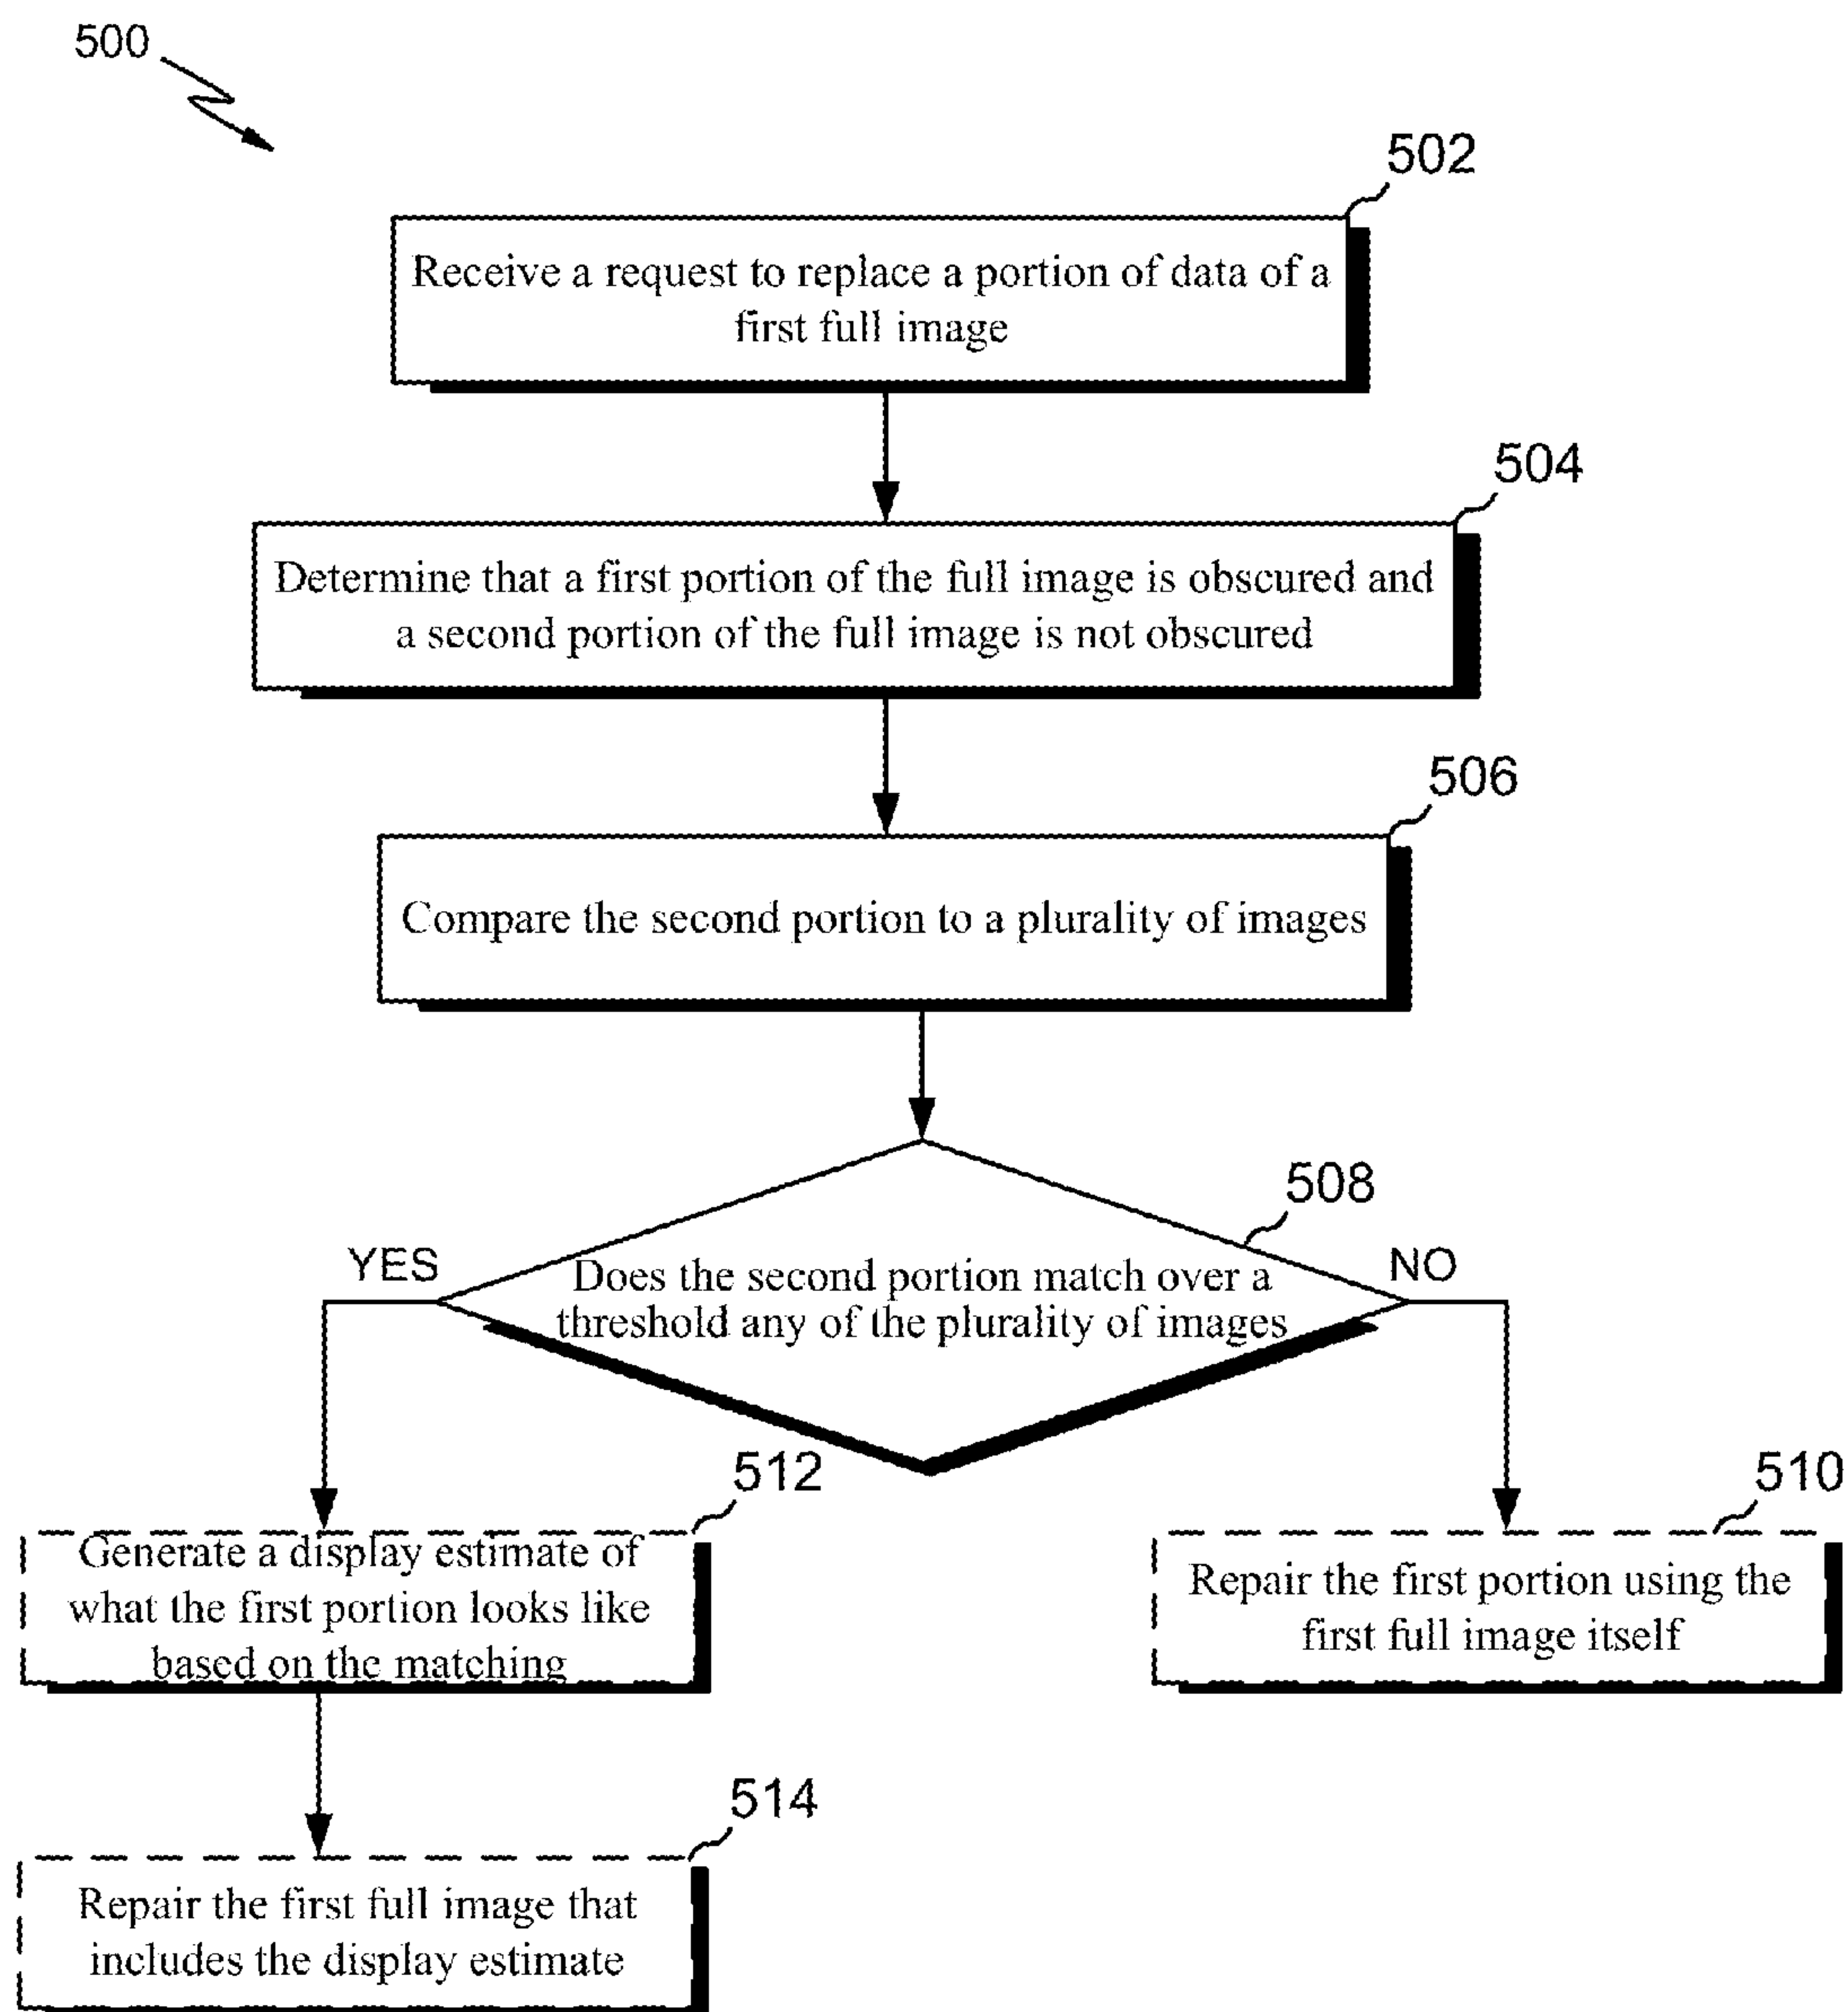 500
502
Receive a request to replace a portion of data of a
first full image
504
Determine that a first portion of the full image is obscured and
a second portion of the full image is not obscured
506
Compare the second portion to a plurality of images
508
YES
NO
Does the second portion match over a
threshold any of the plurality of images
512
Generate a display estimate of
what the first portion looks like
based on the matching
510
Repair the first portion using the
first full image itself
514
Repair the first full image that
includes the display estimate